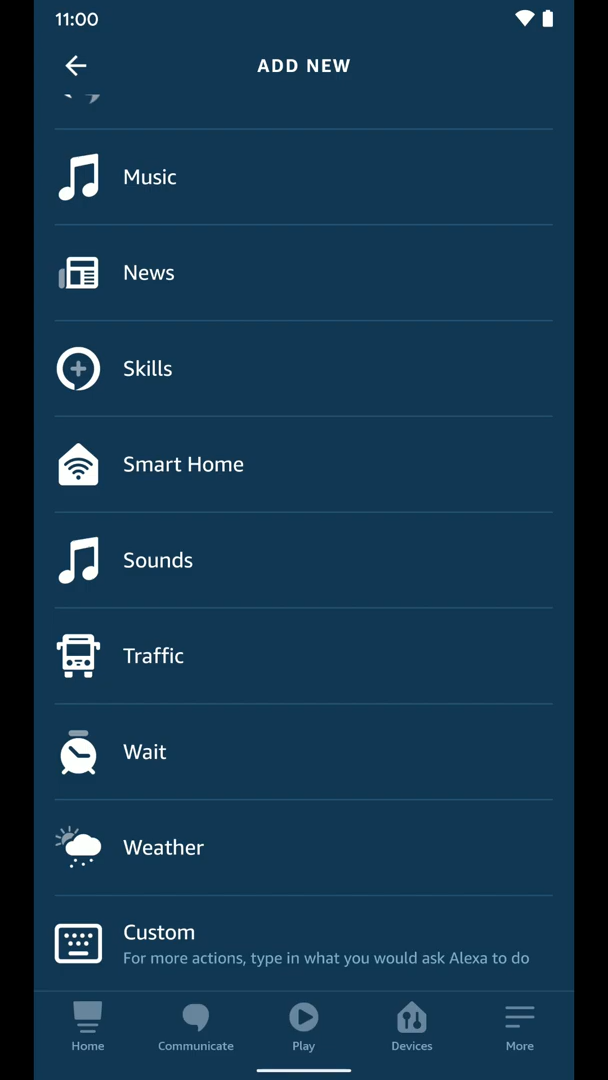 11:00
ADD NEW
Music
News
Skills
Smart Home
Sounds
Traffic
Wait
Weather
Custom
For more actions, type in what you would ask Alexa to do
Home
Communicate
Play
Devices
More